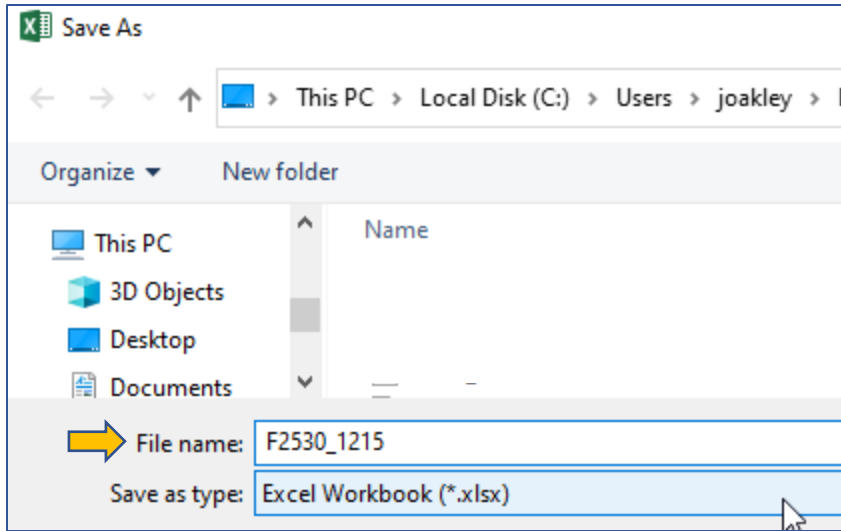 Save As
This PC > Local Disk (C:) > Users > joakley >
Organize New folder
Name
This PC
3D Objects
Desktop
Documents
File name: F2530_1215
Save as type: Excel Workbook (*.xlsx)